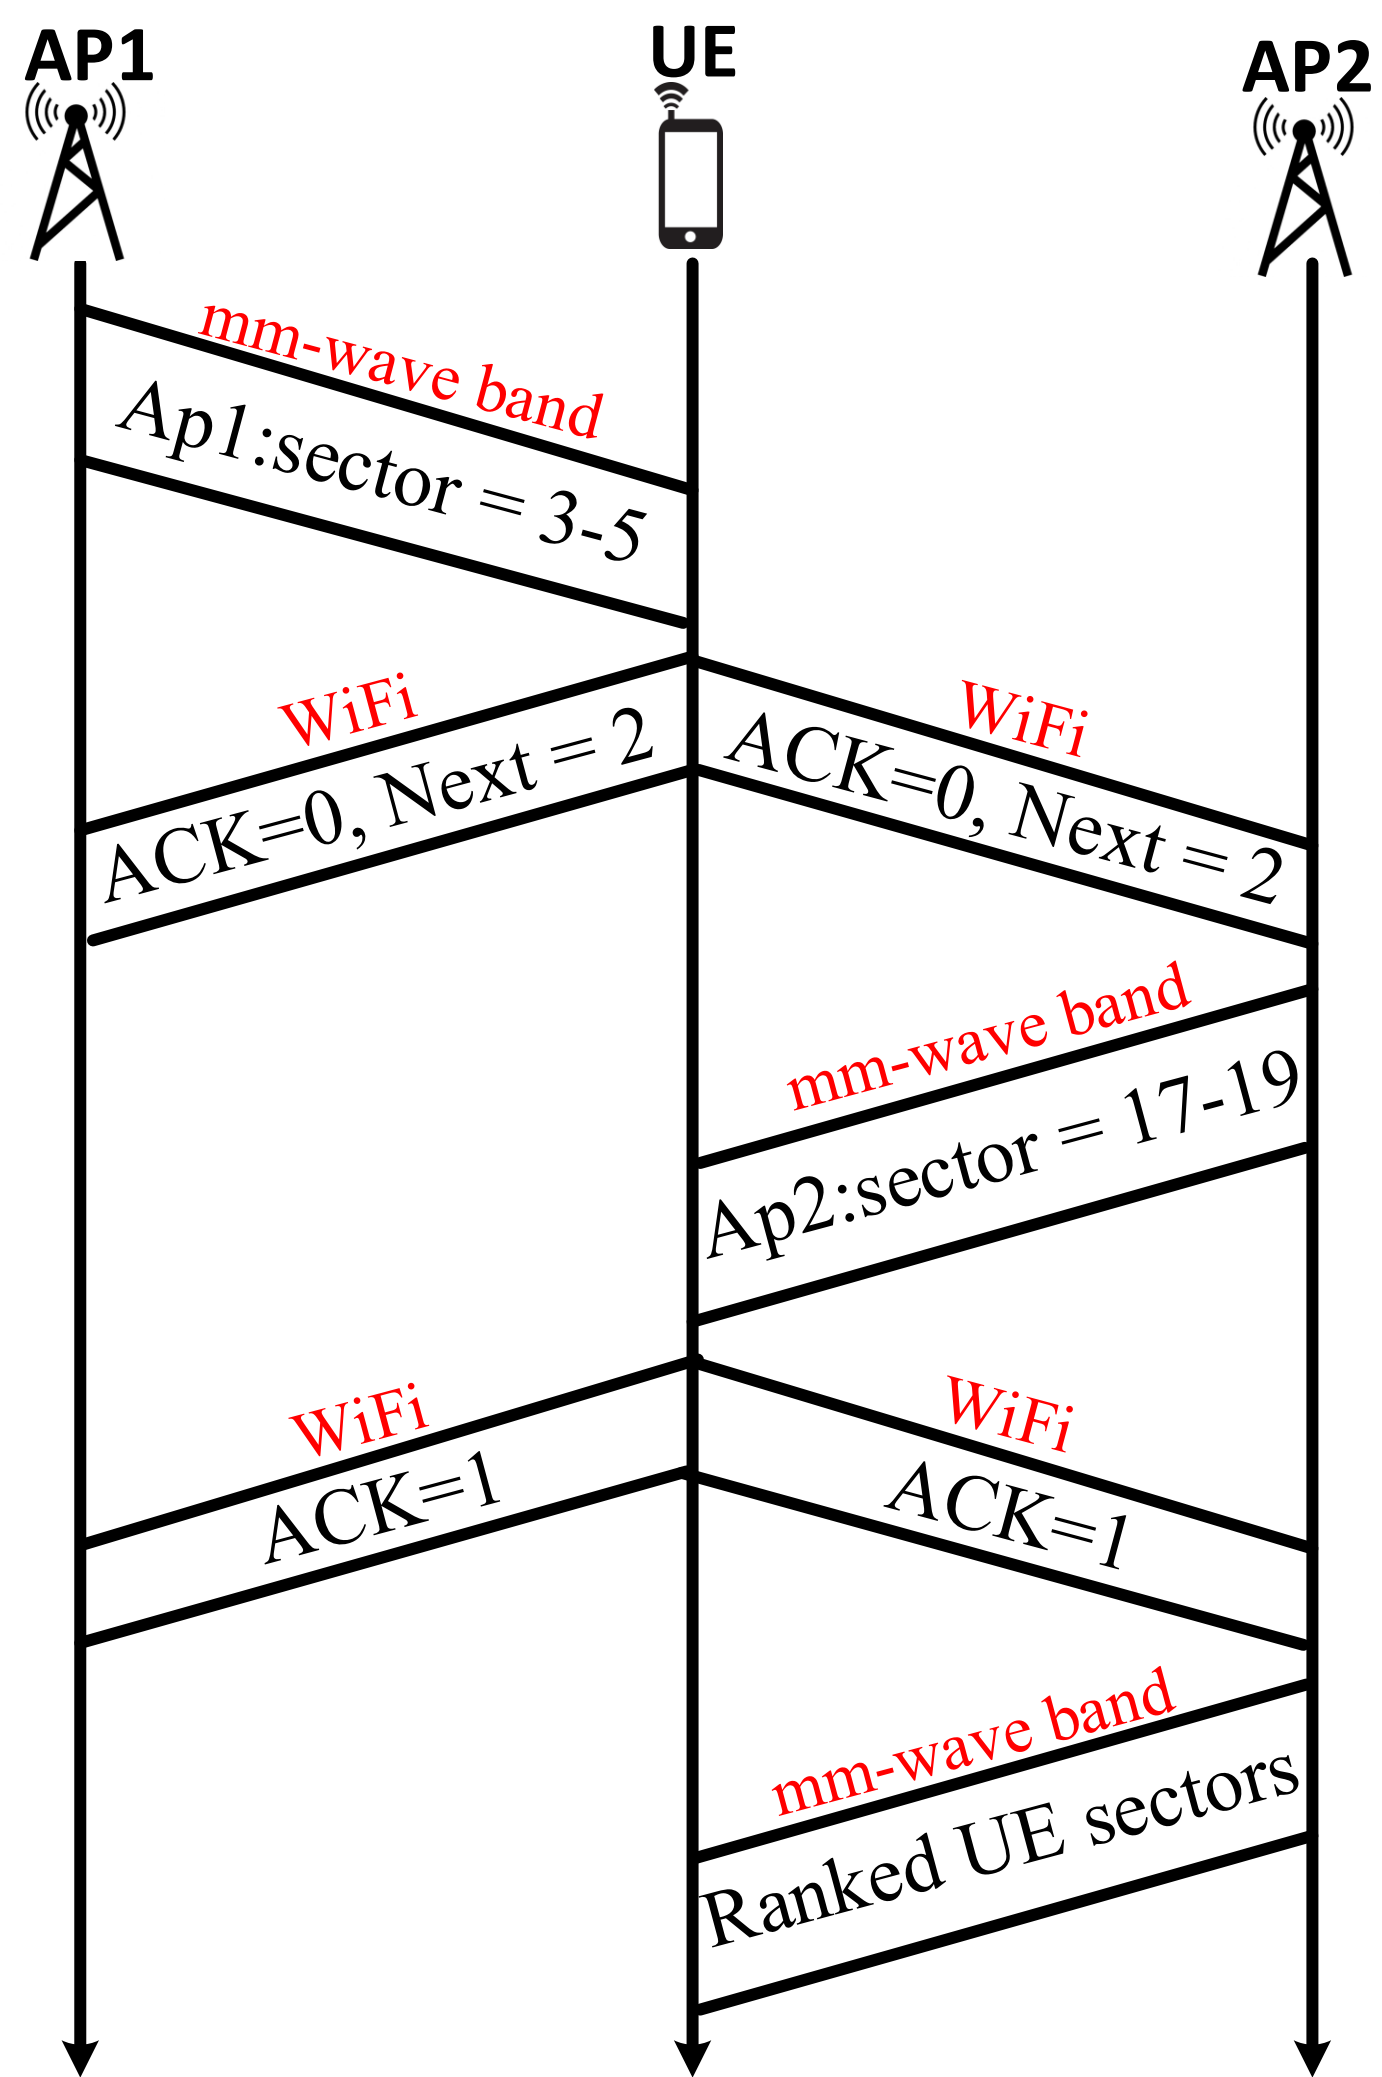 AP1
UE
AP2
mm-wave band
Ap1:sector = 3-5
WiFi
ACK=0, Next = 2
WiFi
ACK=0, Next = 2
mm-wave band
Ap2:sector = 17-19
WiFi
ACK=1
WiFi
ACK=1
mm-wave band
Ranked UE sectors